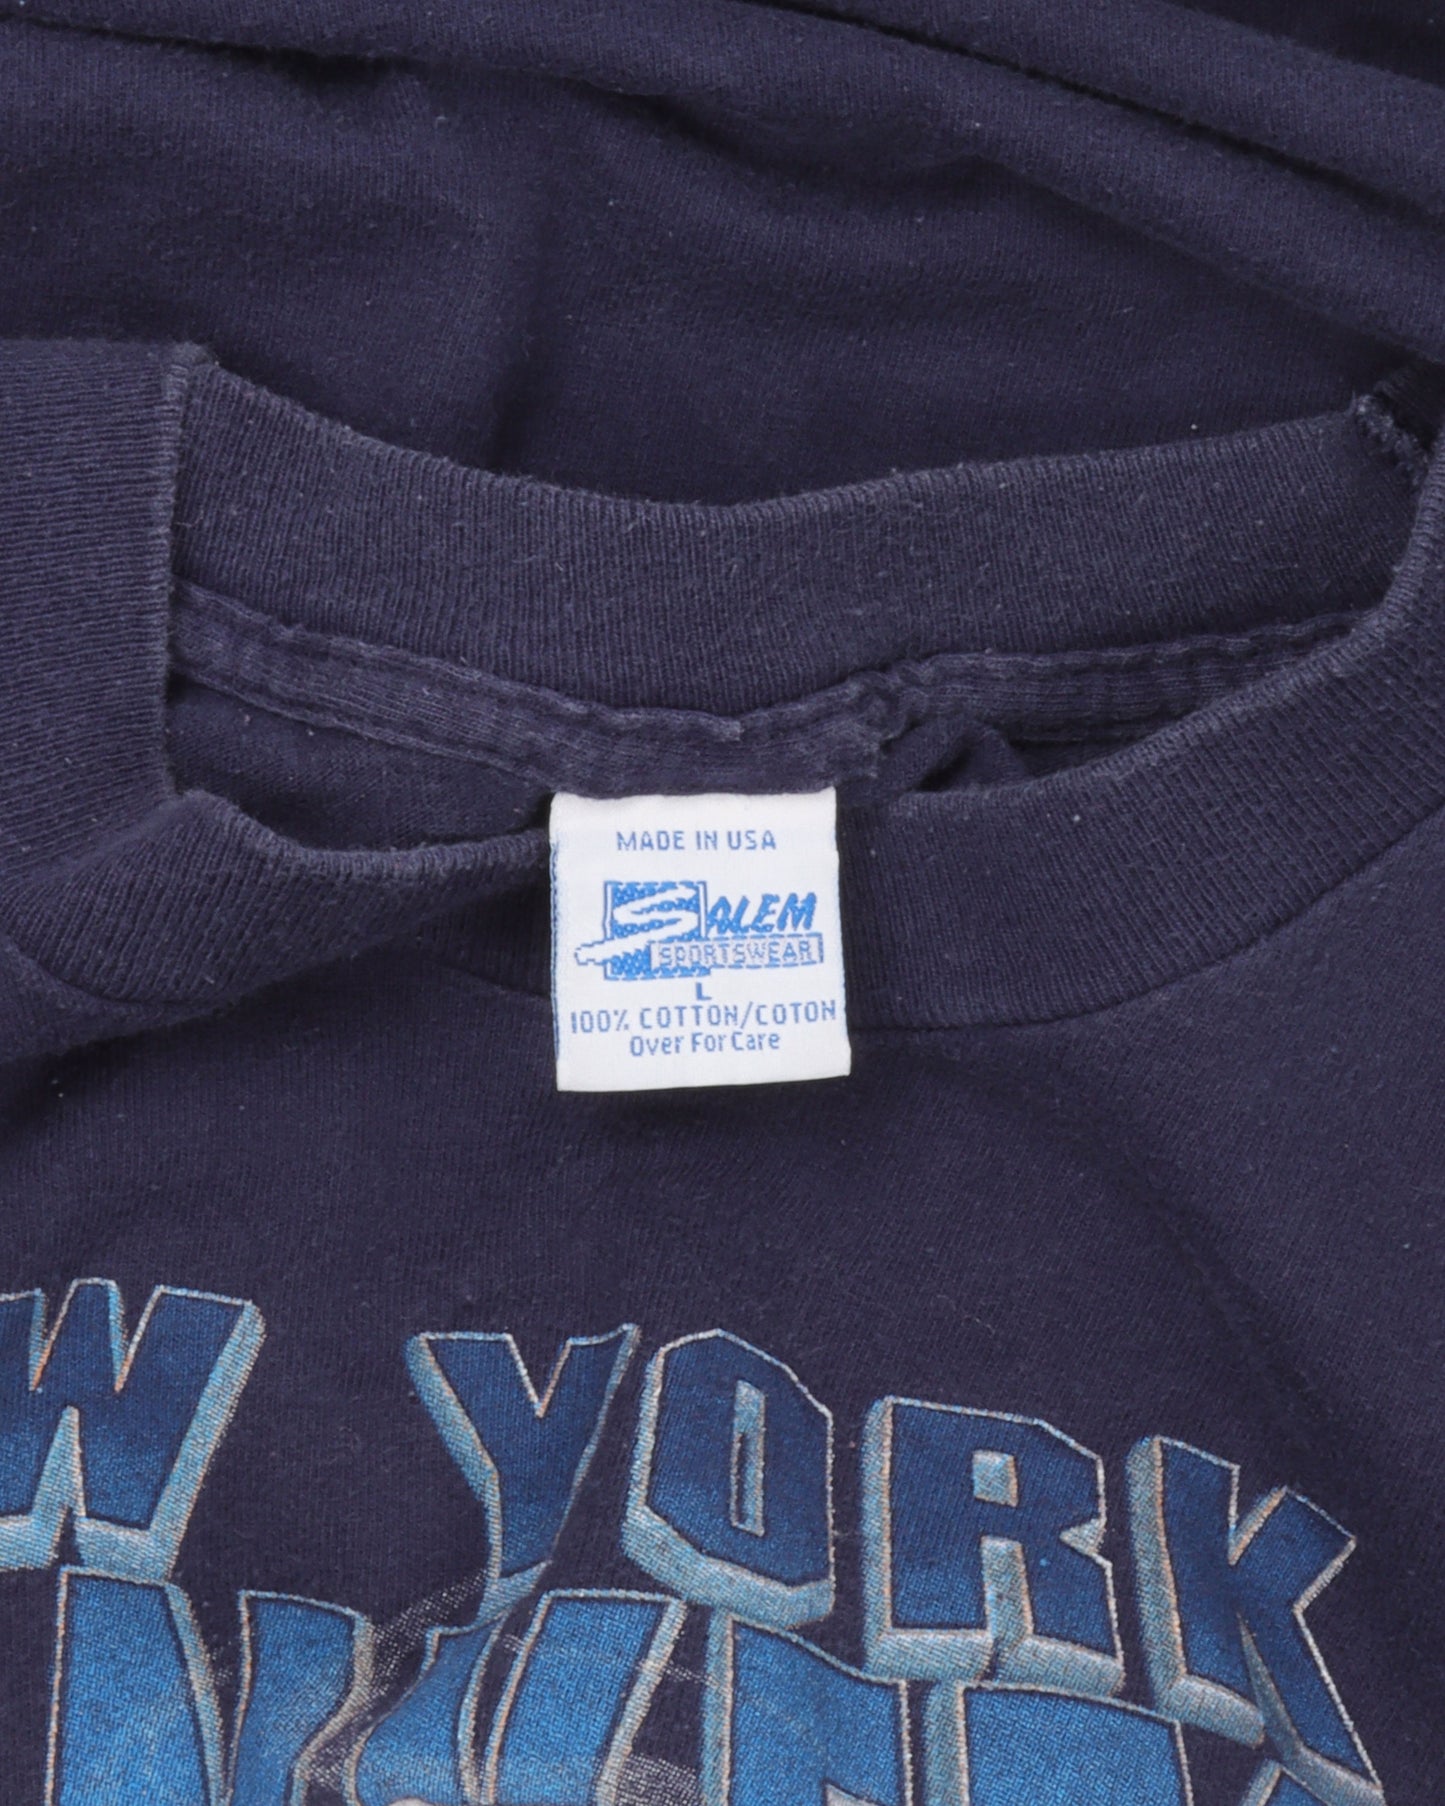 MADE IN USA
SALEM
SPORTSWEAR
L
100% COTTON/COTON
Over For Care
W YORK